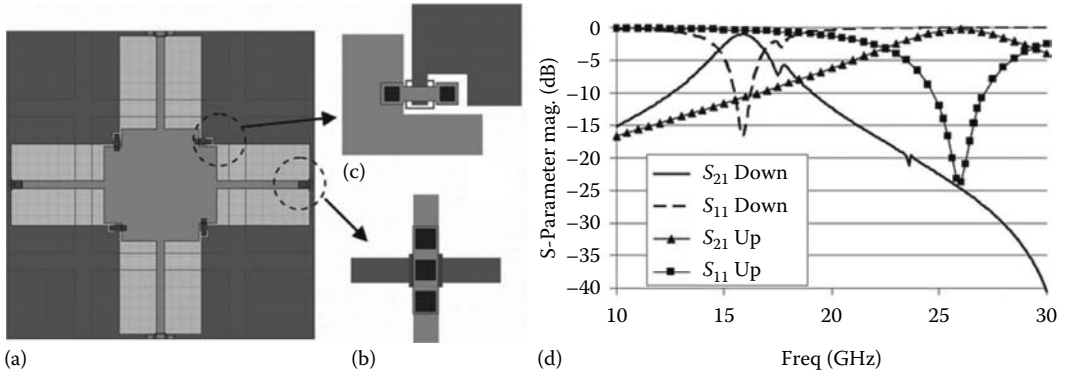 (a)
(b)
(c)
(d)
S-Parameter mag. (dB)
0
−5
−10
−15
−20
−25
−30
−35
−40
S21 Down
S11 Down
S21 Up
S11 Up
10
15
20
25
30
Freq (GHz)